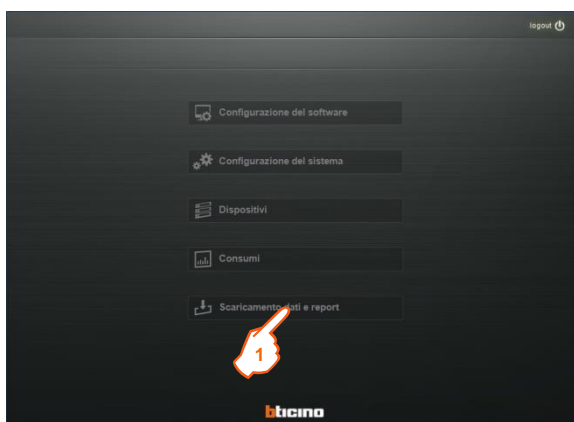 logout
Configurazione del software
Configurazione del sistema
Dispositivi
Consumi
Scaricamento dati e report
1
bticino